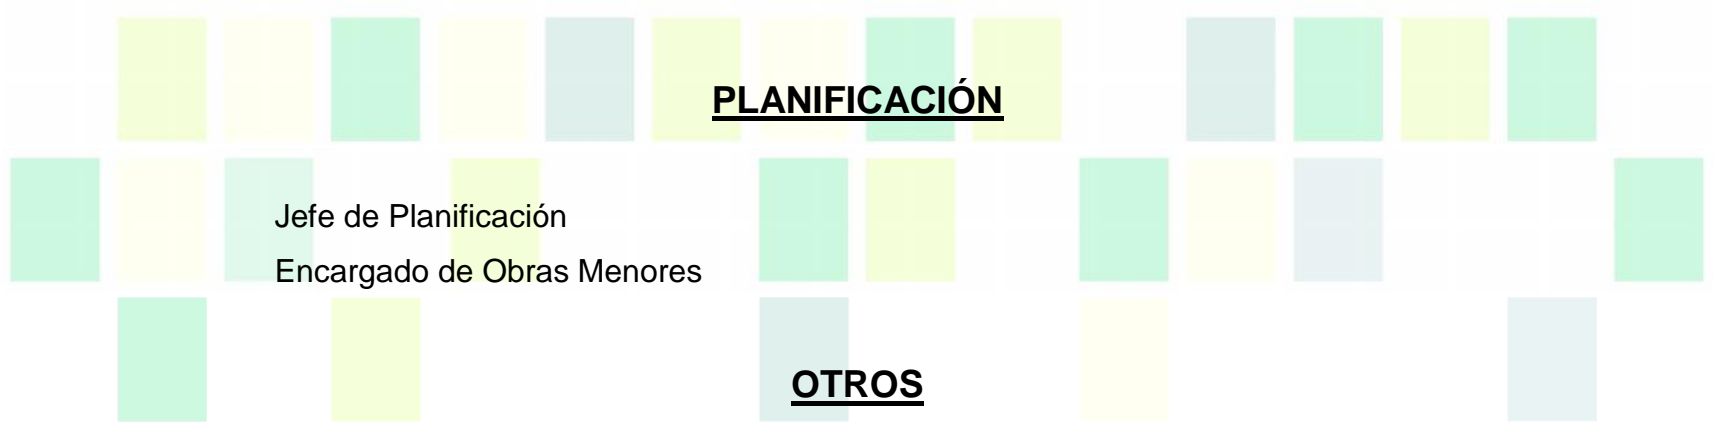 PLANIFICACIÓN
Jefe de Planificación
Encargado de Obras Menores
OTROS